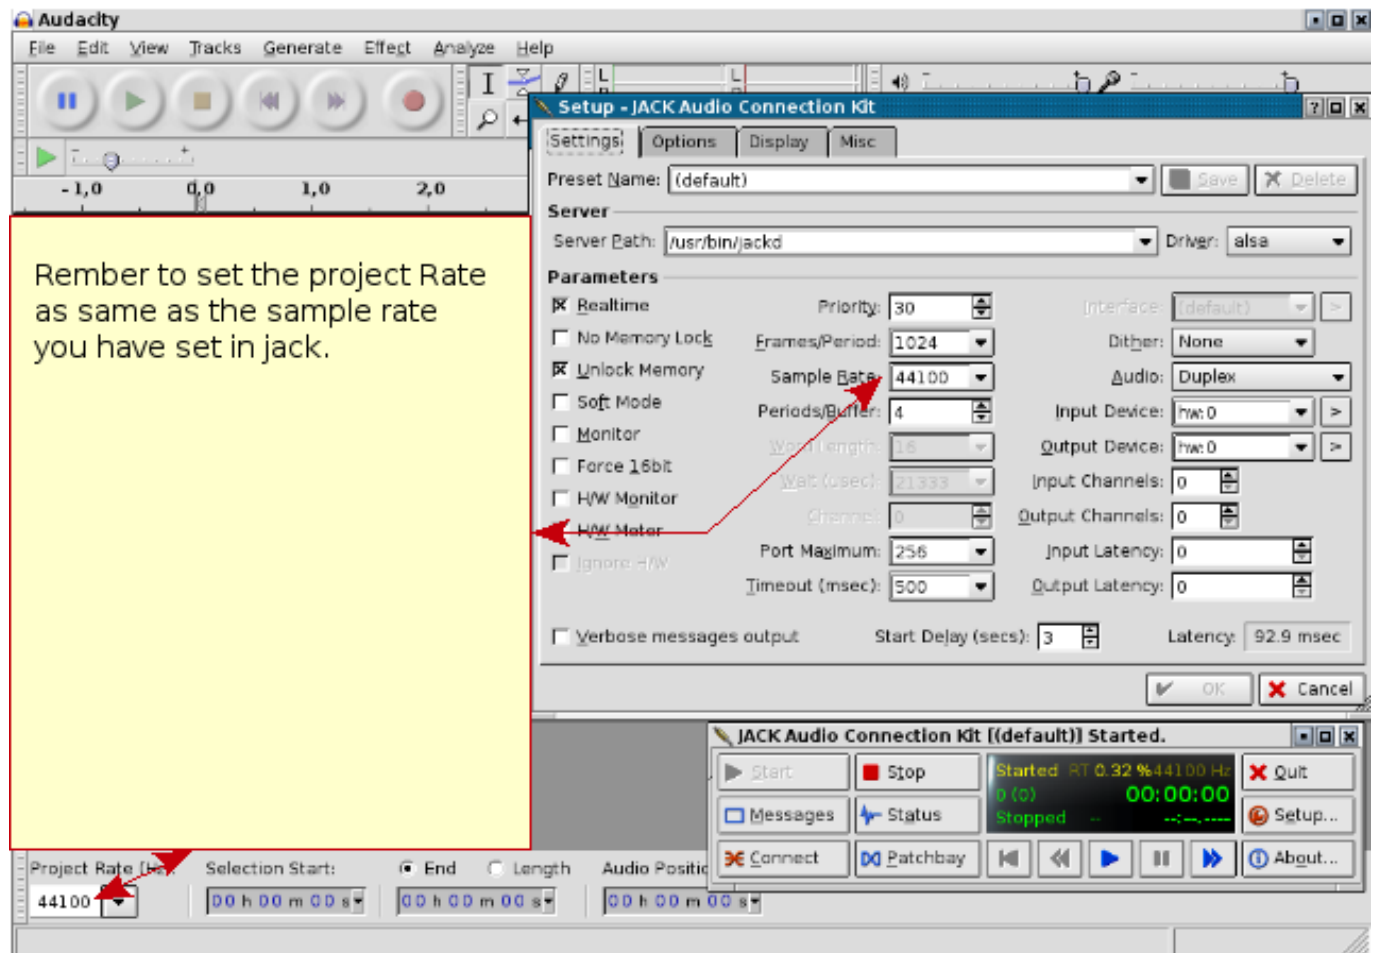 Audacity
File Edit View Tracks Generate Effect Analyze Help
L
L
Setup - JACK Audio Connection Kit
Settings Options Display Misc
-1,0 0,0 1,0 2,0
Preset Name: (default) Save Delete
Server
Server Path: /usr/bin/jackd Driver: alsa
Rember to set the project Rate
as same as the sample rate
you have set in jack.
Parameters
Realtime Priority: 30 Interface: (default) >
No Memory Lock Frames/Period: 1024 Dither: None
Unlock Memory Sample Rate: 44100 Audio: Duplex
Soft Mode Periods/Buffer: 4 Input Device: hw:0 >
Monitor Word Length: 16 Output Device: hw:0 >
Force 16bit Wait (usec): 21333 Input Channels: 0
H/W Monitor Channel: 0 Output Channels: 0
H/W Meter Port Maximum: 256 Input Latency: 0
Ignore H/W Timeout (msec): 500 Output Latency: 0
Verbose messages output Start Delay (secs): 3 Latency: 92.9 msec
OK Cancel
JACK Audio Connection Kit [(default)] Started.
Start Stop Started RT 0.32 % 44100 Hz Quit
0 (0) 00:00:00
Messages Status Stopped -- --:--.---- Setup...
Connect Patchbay About...
Project Rate [Hz]: Selection Start: End Length Audio Positio
44100 00 h 00 m 00 s 00 h 00 m 00 s 00 h 00 m 00 s